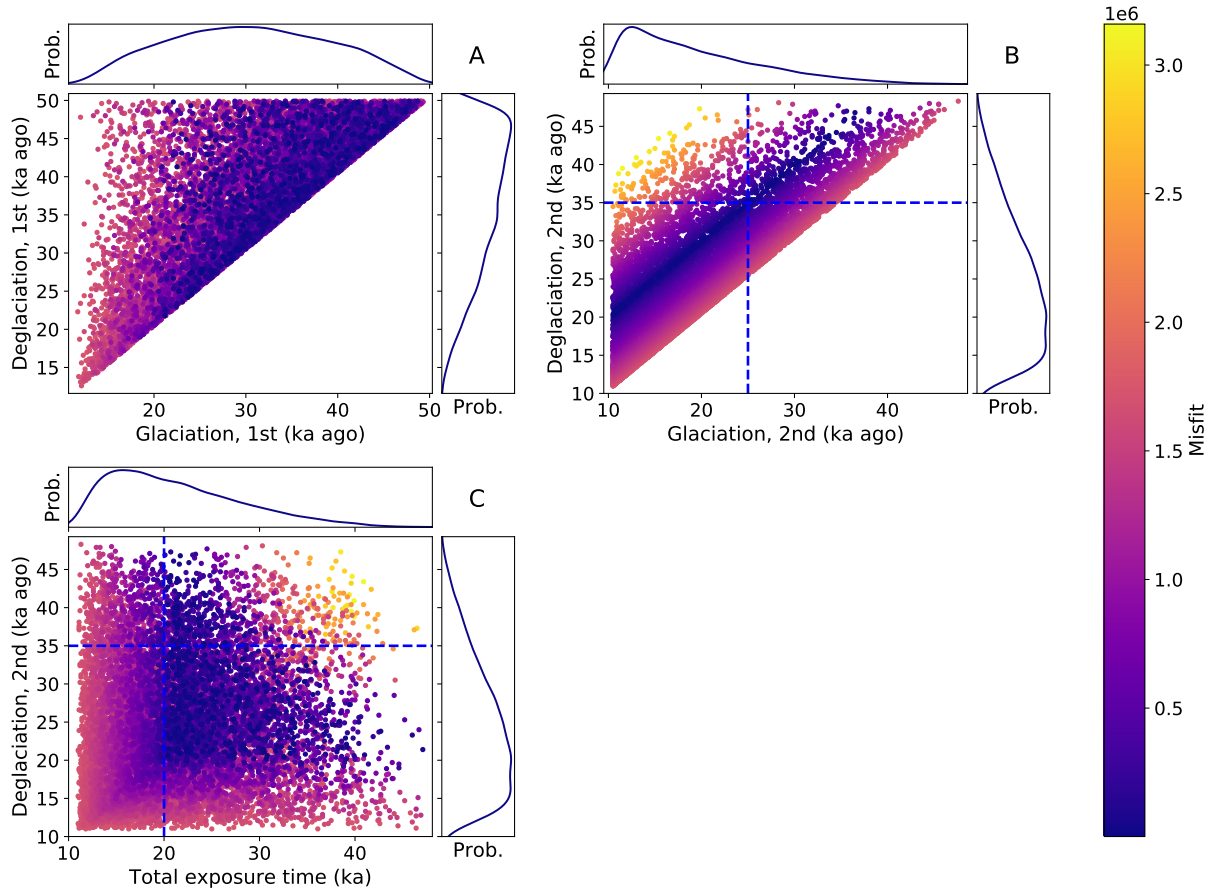 1e6
Prob.
A
Prob.
B
50
45
40
35
30
25
20
15
Deglaciation, 1st (ka ago)
20
30
40
50
Glaciation, 1st (ka ago)
Prob.
45
40
35
30
25
20
15
10
Deglaciation, 2nd (ka ago)
10
20
30
40
Glaciation, 2nd (ka ago)
Prob.
3.0
2.5
2.0
1.5
1.0
0.5
Misfit
Prob.
C
45
40
35
30
25
20
15
10
Deglaciation, 2nd (ka ago)
10
20
30
40
Total exposure time (ka)
Prob.